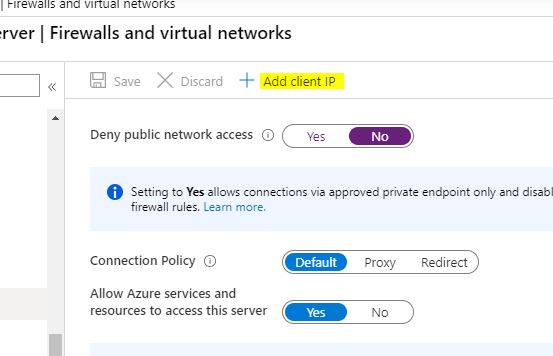 | Firewalls and virtual networks
erver | Firewalls and virtual networks
«
Save Discard + Add client IP
Deny public network access Yes No
Setting to Yes allows connections via approved private endpoint only and disabl
firewall rules. Learn more.
Connection Policy Default Proxy Redirect
Allow Azure services and
resources to access this server Yes No